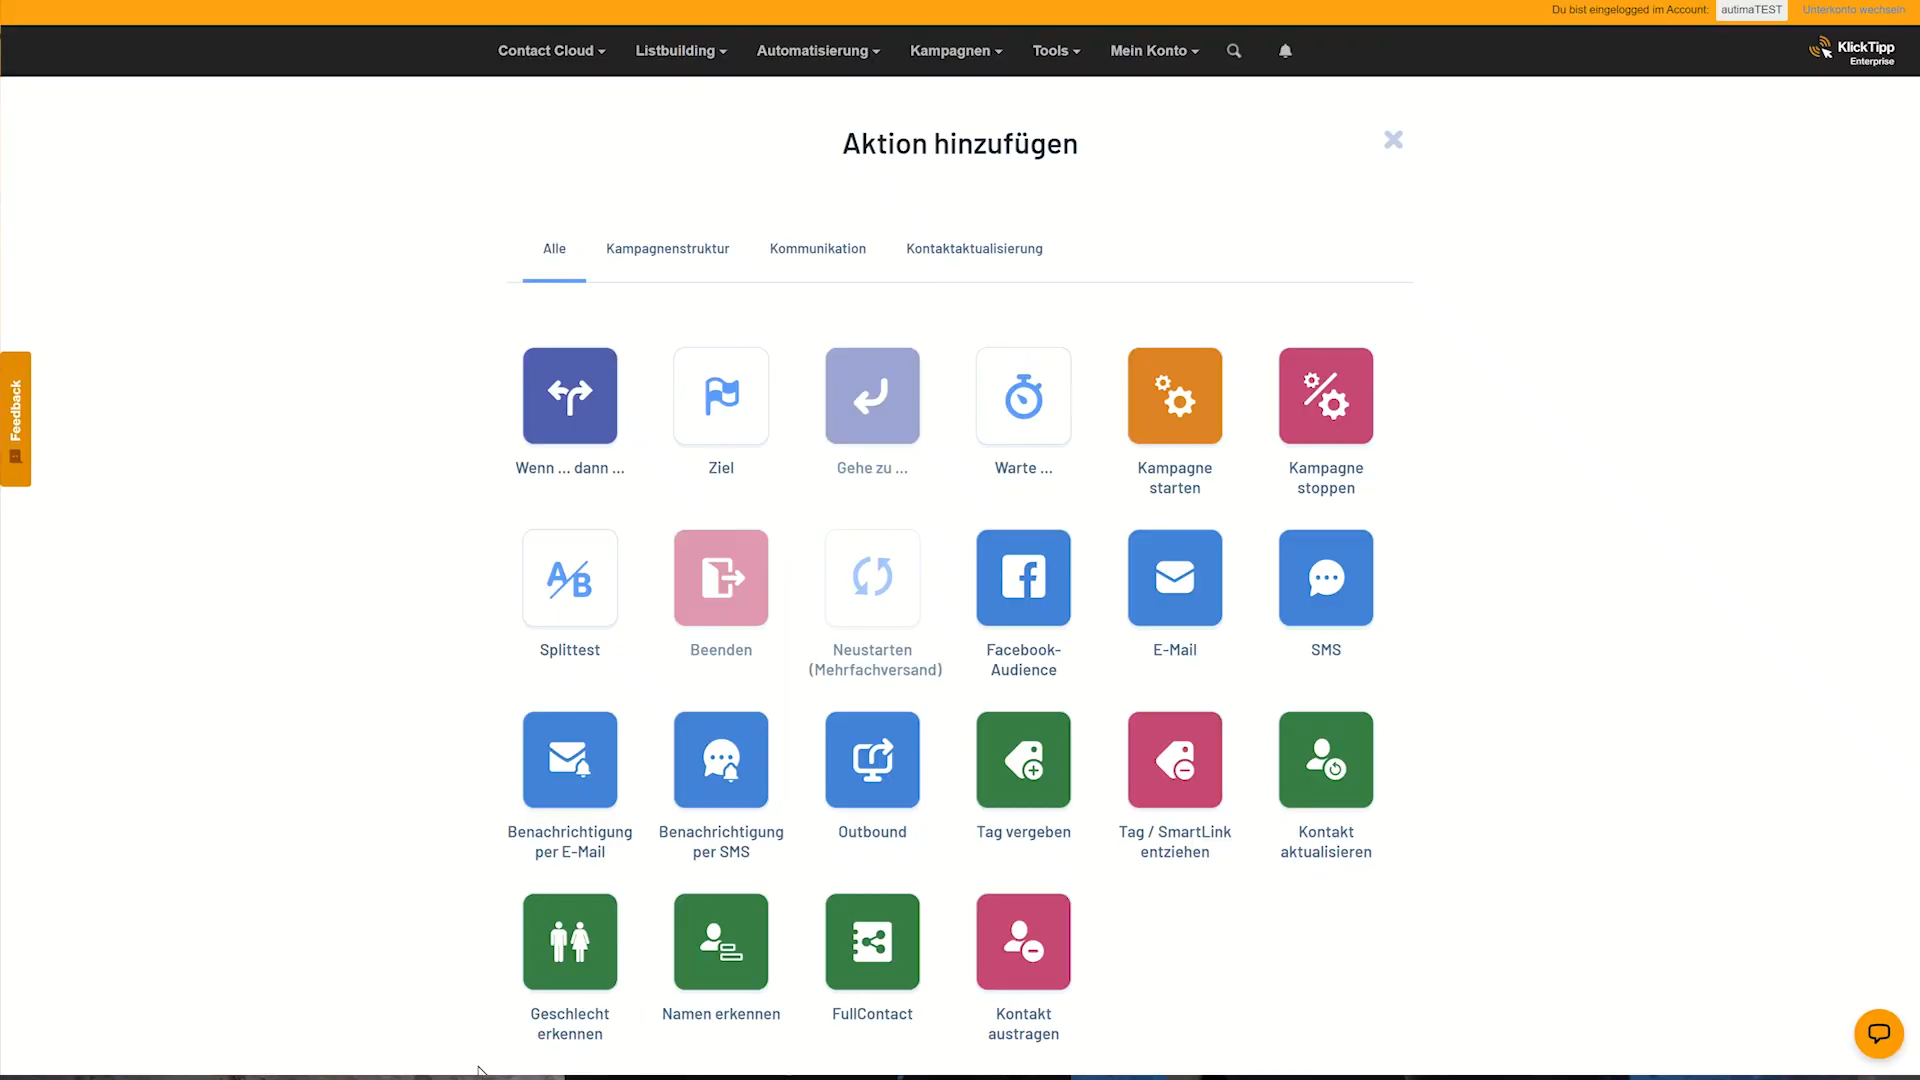 Du bist eingelogged im Account: autimaTEST Unterkonto wechseln
Contact Cloud Listbuilding Automatisierung Kampagnen Tools Mein Konto
KlickTipp
Enterprise
Aktion hinzufügen
Alle Kampagnenstruktur Kommunikation Kontaktaktualisierung
Feedback
Wenn ... dann ...
Ziel
Gehe zu ...
Warte ...
Kampagne
starten
Kampagne
stoppen
A/B
Splittest
Beenden
Neustarten
(Mehrfachversand)
Facebook-
Audience
E-Mail
SMS
Benachrichtigung
per E-Mail
Benachrichtigung
per SMS
Outbound
Tag vergeben
Tag / SmartLink
entziehen
Kontakt
aktualisieren
Geschlecht
erkennen
Namen erkennen
FullContact
Kontakt
austragen